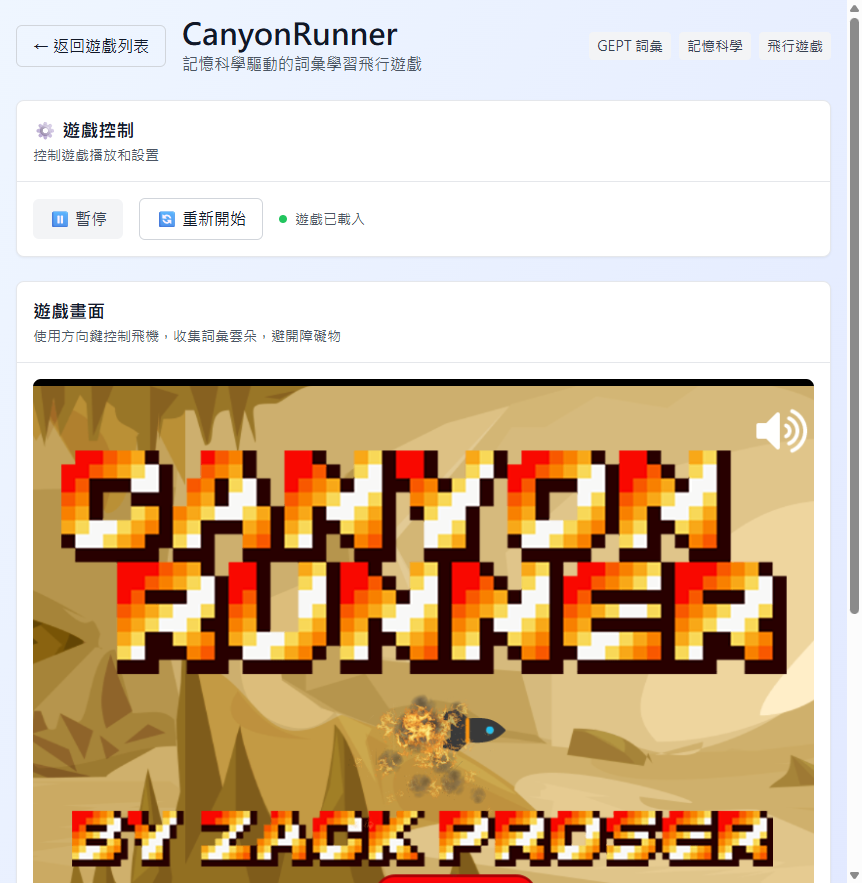 ← 返回遊戲列表
CanyonRunner
記憶科學驅動的詞彙學習飛行遊戲
GEPT 詞彙
記憶科學
飛行遊戲
遊戲控制
控制遊戲播放和設置
暫停
重新開始
遊戲已載入
遊戲畫面
使用方向鍵控制飛機，收集詞彙雲朵，避開障礙物
CANYON
RUNNER
BY ZACK PROSER